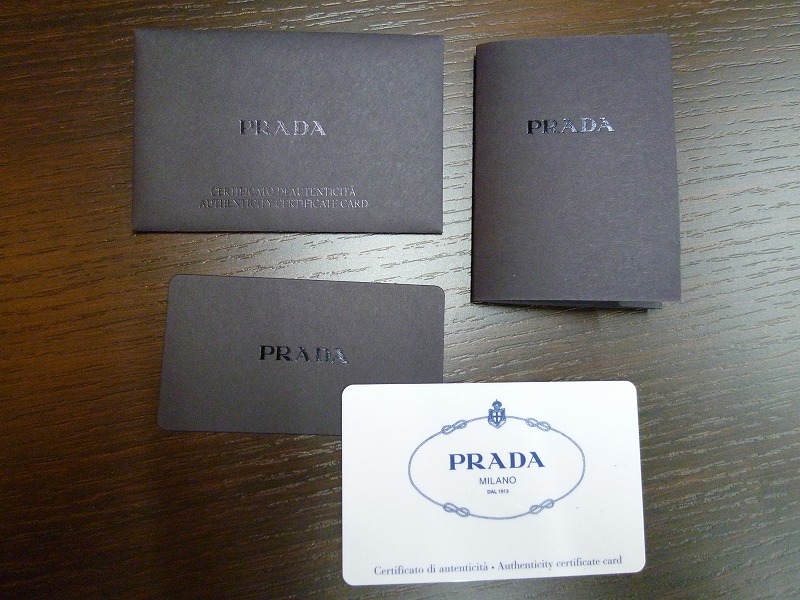 PRADA
CERTIFICATO DI AUTENTICITÀ
AUTHENTICITY CERTIFICATE CARD
PRADA
PRADA
PRADA
MILANO
DAL 1913
Certificato di autenticità • Authenticity certificate card